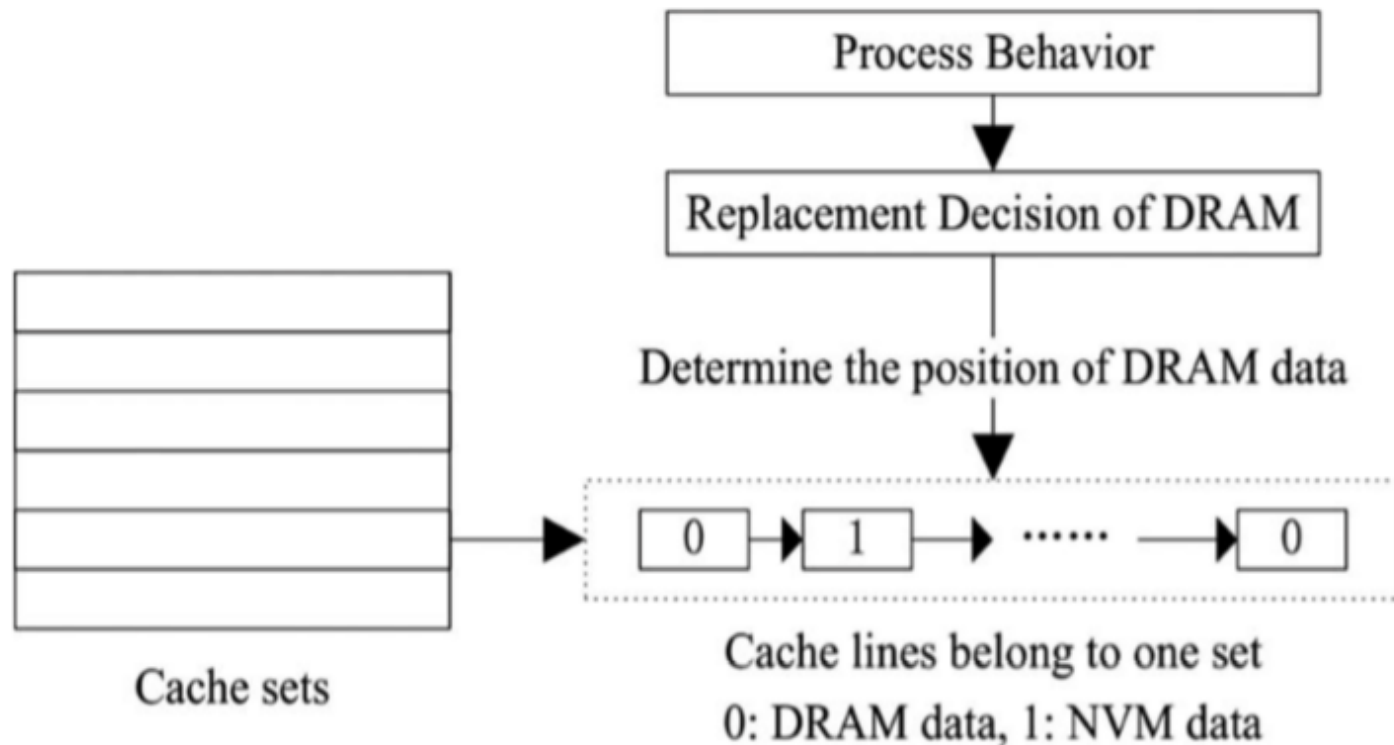 Process Behavior
Replacement Decision of DRAM
Determine the position of DRAM data
0 1 ...... 0
Cache sets
Cache lines belong to one set
0: DRAM data, 1: NVM data